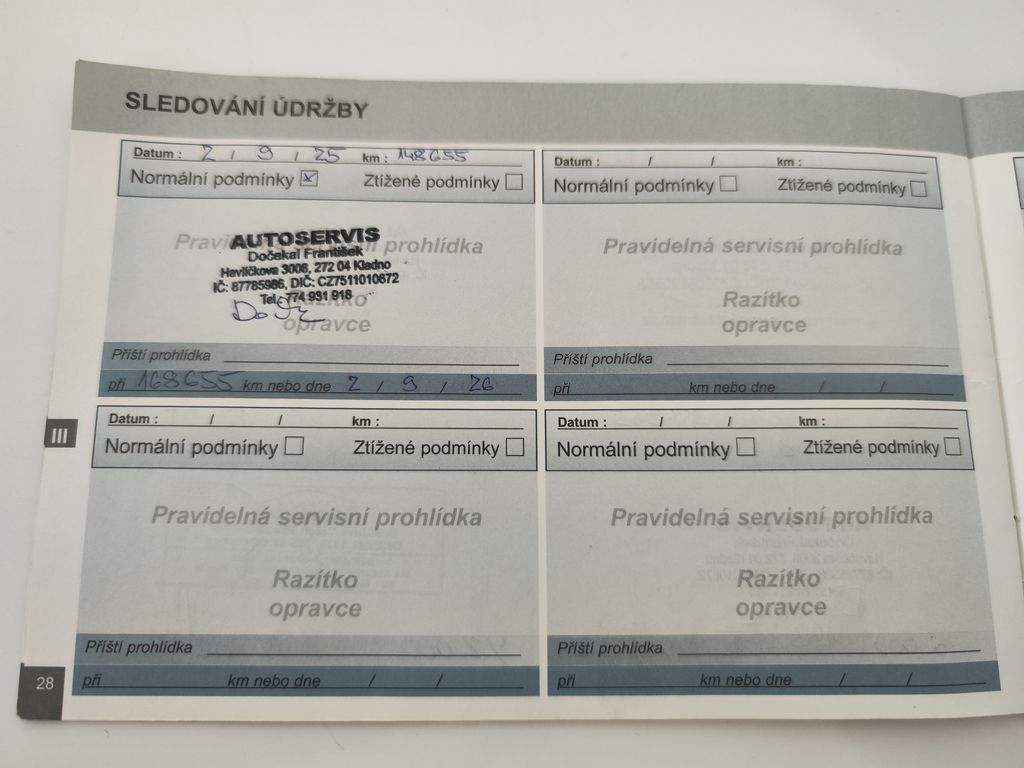 SLEDOVÁNÍ ÚDRŽBY
Datum : 2 / 9 / 25 km : 148655
Normální podmínky Ztížené podmínky
Pravidelná servisní prohlídka
AUTOSERVIS
Dočekal František
Havlíčkova 3006, 272 04 Kladno
IČ: 87785986, DIČ: CZ7511010672
Tel.: 774 931 918
Razítko
opravce
Příští prohlídka
při 168655 km nebo dne 2 / 9 / 26
Datum : / / km :
Normální podmínky Ztížené podmínky
Pravidelná servisní prohlídka
Razítko
opravce
Příští prohlídka
při km nebo dne / /
III
Datum : / / km :
Normální podmínky Ztížené podmínky
Pravidelná servisní prohlídka
Razítko
opravce
Příští prohlídka
při km nebo dne / /
Datum : / / km :
Normální podmínky Ztížené podmínky
Pravidelná servisní prohlídka
Razítko
opravce
Příští prohlídka
při km nebo dne / /
28